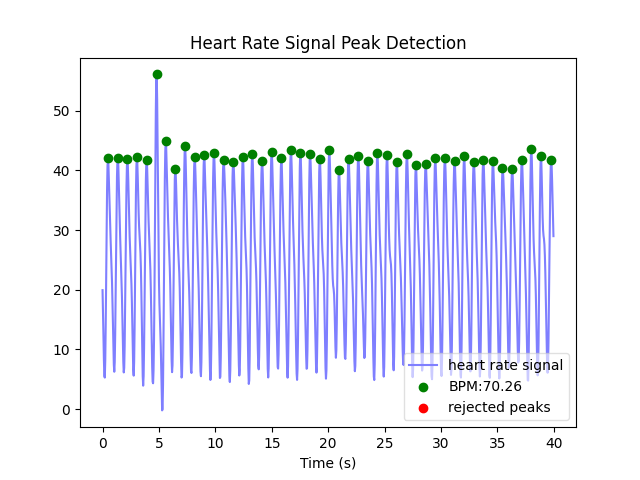 Heart Rate Signal Peak Detection
50
40
30
20
10
0
heart rate signal
BPM:70.26
rejected peaks
0 5 10 15 20 25 30 35 40
Time (s)